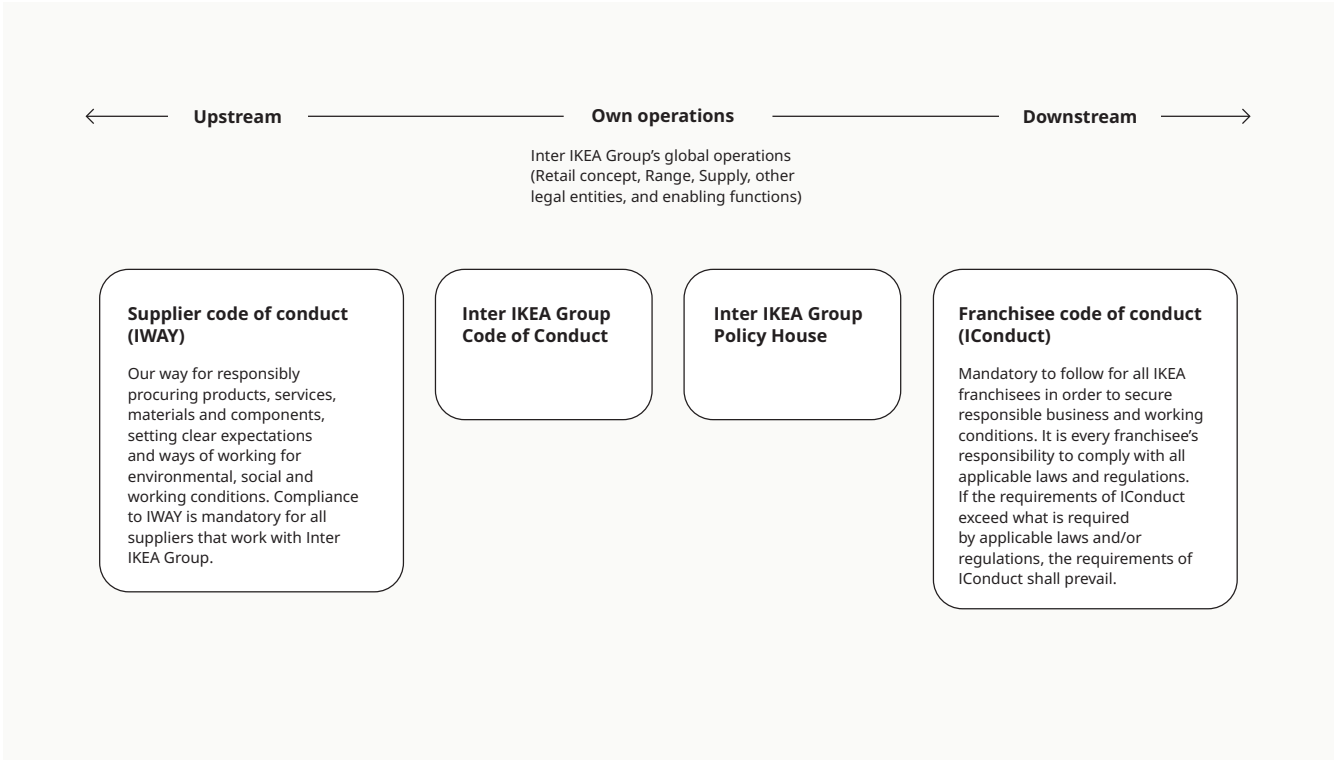 Upstream
Own operations
Downstream
Inter IKEA Group’s global operations
(Retail concept, Range, Supply, other
legal entities, and enabling functions)
Supplier code of conduct
(IWAY)
Our way for responsibly
procuring products, services,
materials and components,
setting clear expectations
and ways of working for
environmental, social and
working conditions. Compliance
to IWAY is mandatory for all
suppliers that work with Inter
IKEA Group.
Inter IKEA Group
Code of Conduct
Inter IKEA Group
Policy House
Franchisee code of conduct
(IConduct)
Mandatory to follow for all IKEA
franchisees in order to secure
responsible business and working
conditions. It is every franchisee’s
responsibility to comply with all
applicable laws and regulations.
If the requirements of IConduct
exceed what is required
by applicable laws and/or
regulations, the requirements of
IConduct shall prevail.